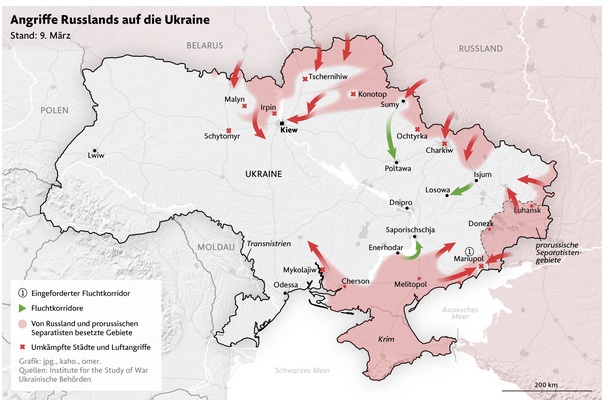 Angriffe Russlands auf die Ukraine
Stand: 9. März
BELARUS
RUSSLAND
POLEN
Tschernihiw
Malyn
Konotop
Irpin
Sumy
Kiew
Schytomyr
Ochtyrka
Charkiw
Lwiw
Poltawa
UKRAINE
Isjum
Losowa
Dnipro
Luhansk
Saporischschja
Donezk
MOLDAU
Transnistrien
Enerhodar
1
Mariupol
prorussische
Separatisten-
gebiete
Mykolajiw
Cherson
Melitopol
Odessa
Asowsches
Meer
Krim
Schwarzes Meer
1 Eingeforderter Fluchtkorridor
Fluchtkorridore
Von Russland und prorussischen
Separatisten besetzte Gebiete
Umkämpfte Städte und Luftangriffe
Grafik: jpg., kaho., omer.
Quellen: Institute for the Study of War
Ukrainische Behörden
200 km